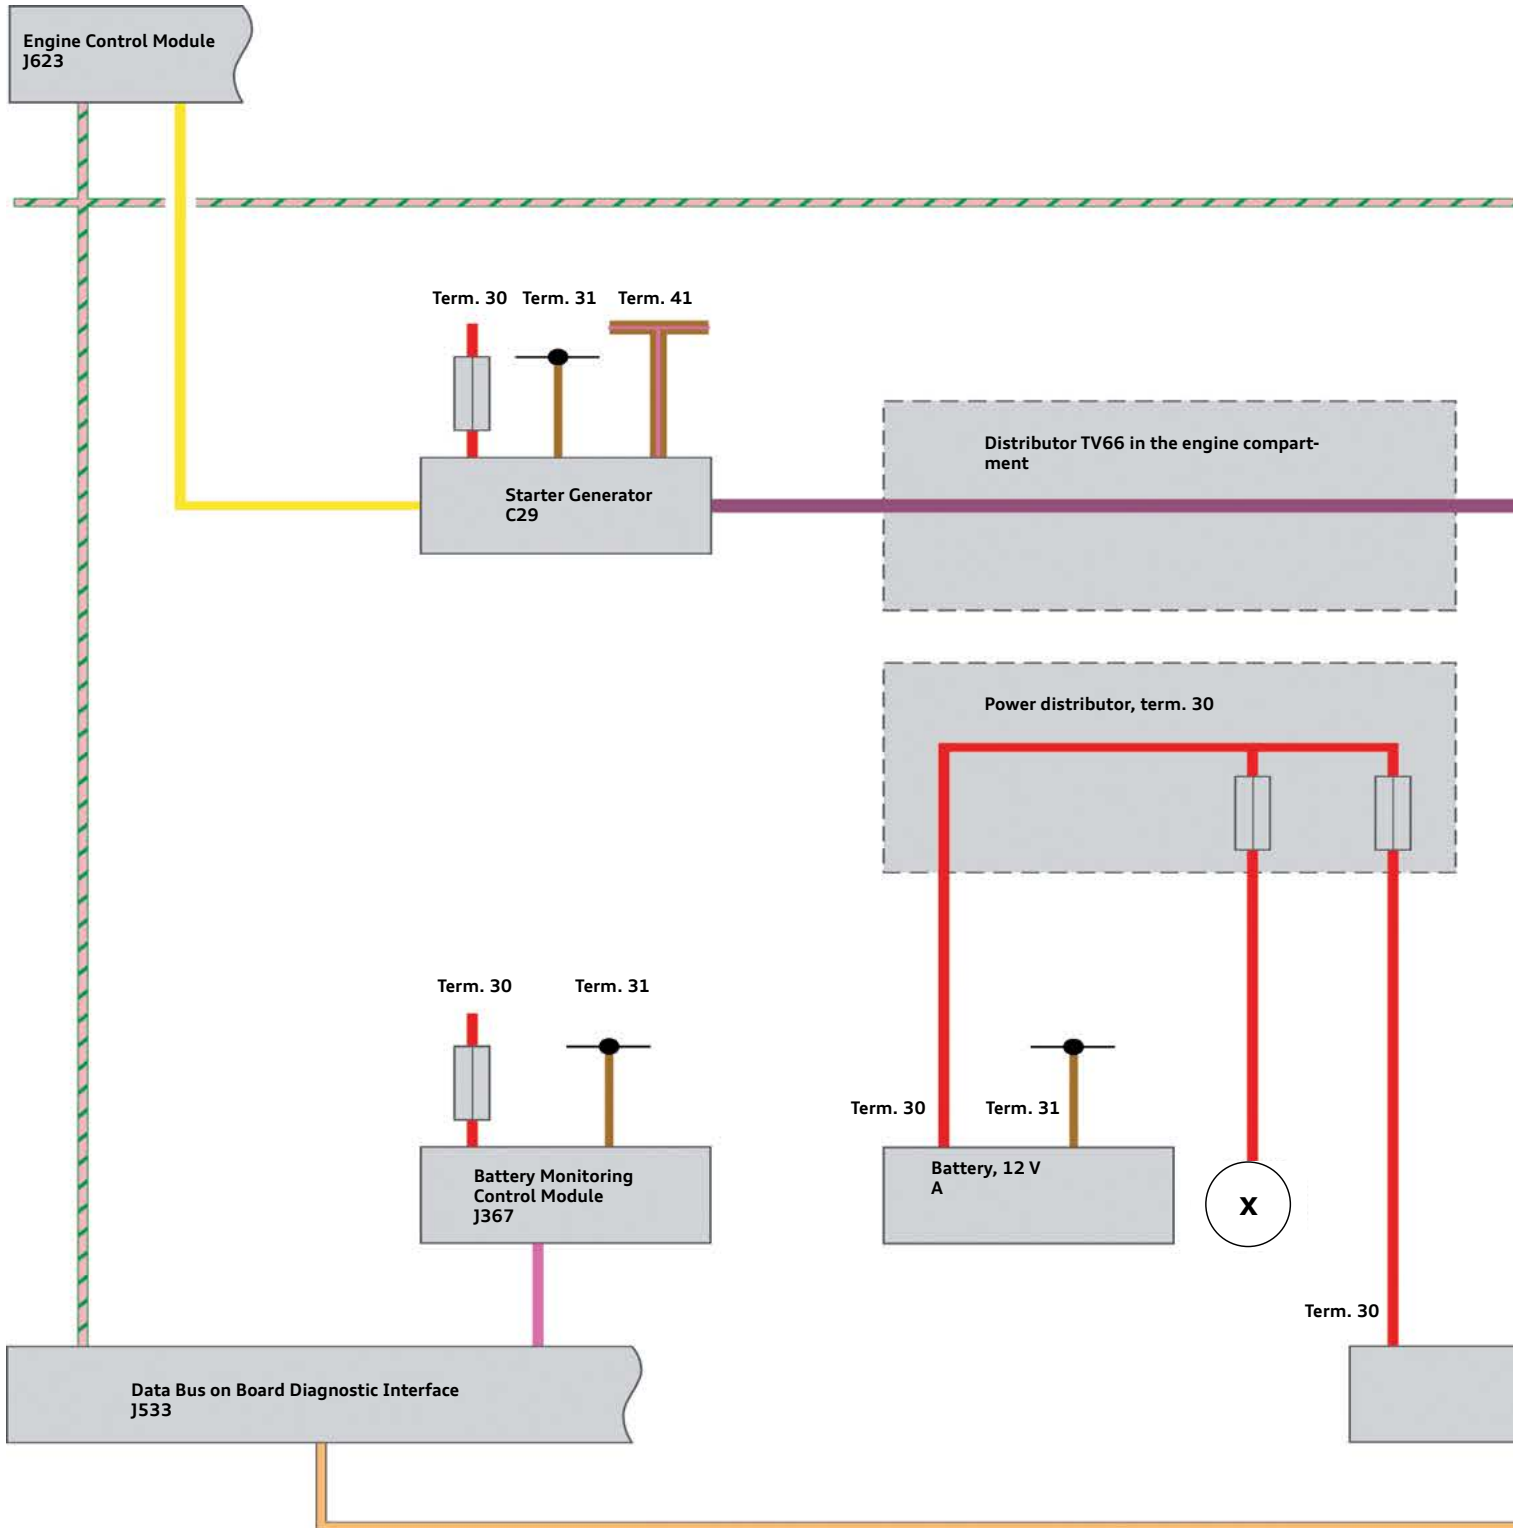 Engine Control Module
J623
Term. 30
Term. 31
Term. 41
Distributor TV66 in the engine compart-
ment
Starter Generator
C29
Power distributor, term. 30
Term. 30
Term. 31
Term. 30
Term. 31
Battery Monitoring
Control Module
J367
Battery, 12 V
A
X
Term. 30
Data Bus on Board Diagnostic Interface
J533